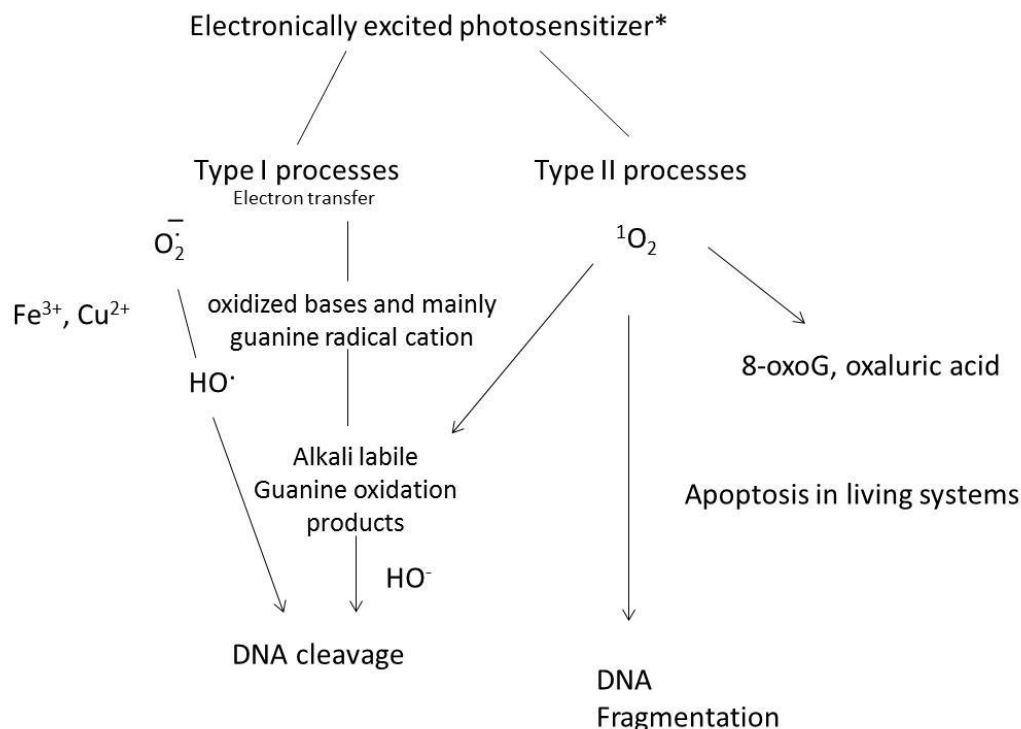 Electronically excited photosensitizer*
Type I processes
Electron transfer
Type II processes
O₂·⁻
¹O₂
Fe³⁺, Cu²⁺
oxidized bases and mainly
guanine radical cation
HO·
8-oxoG, oxaluric acid
Alkali labile
Guanine oxidation
products
Apoptosis in living systems
HO⁻
DNA cleavage
DNA
Fragmentation